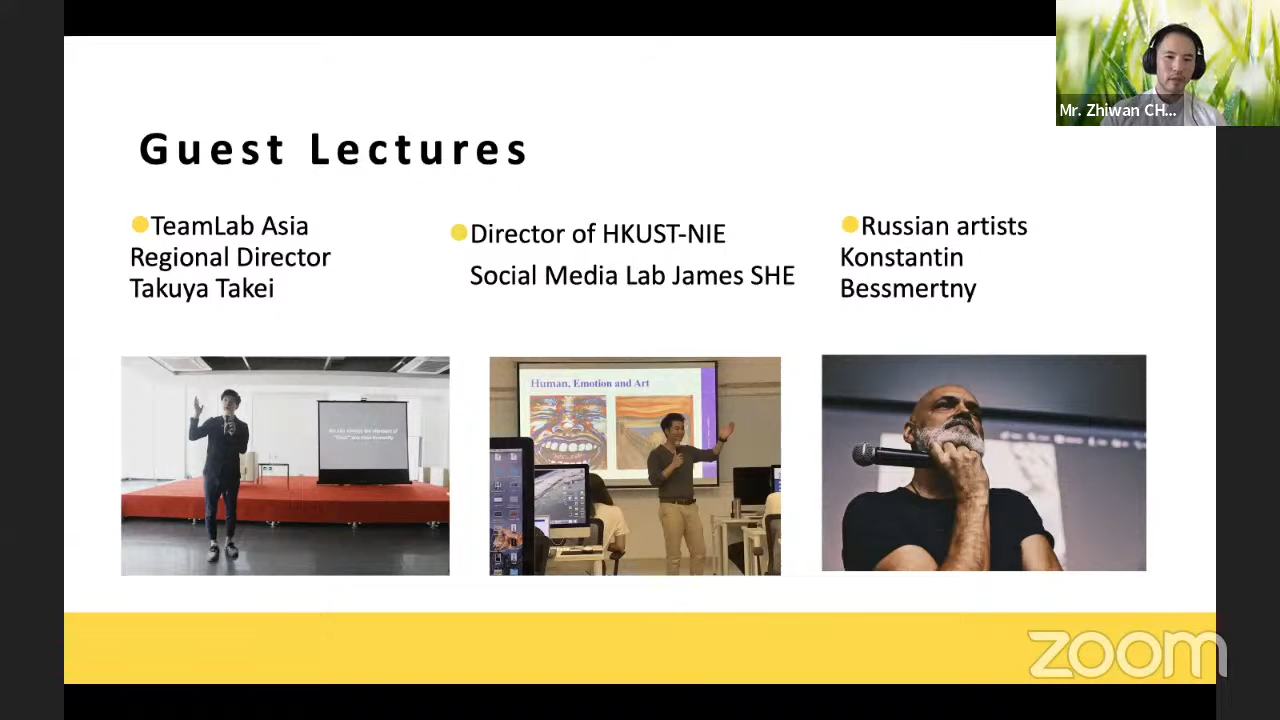 Mr. Zhiwan CH...
Guest Lectures
TeamLab Asia
Regional Director
Takuya Takei
Director of HKUST-NIE
Social Media Lab James SHE
Russian artists
Konstantin
Bessmertny
Human, Emotion and Art
zoom